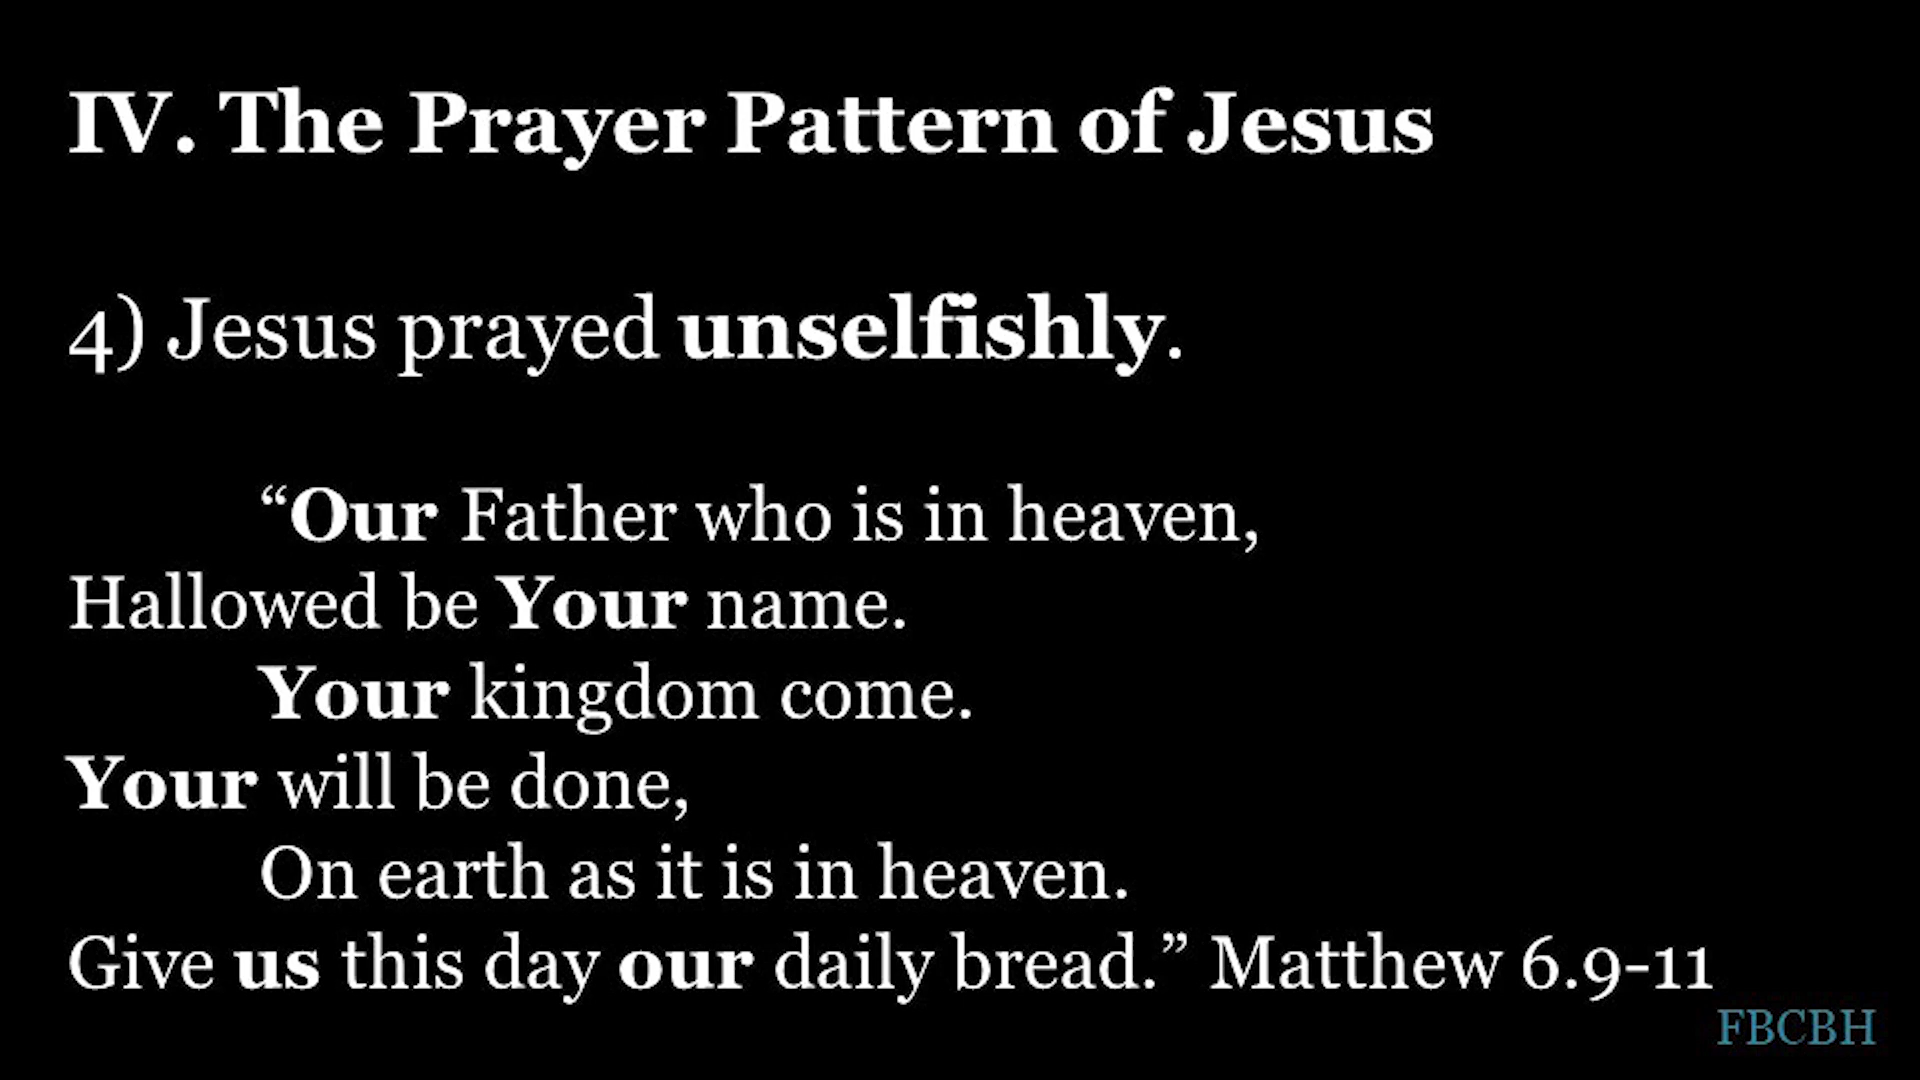 IV. The Prayer Pattern of Jesus
4) Jesus prayed unselfishly.
“Our Father who is in heaven,
Hallowed be Your name.
Your kingdom come.
Your will be done,
On earth as it is in heaven.
Give us this day our daily bread.” Matthew 6.9-11
FBCBH